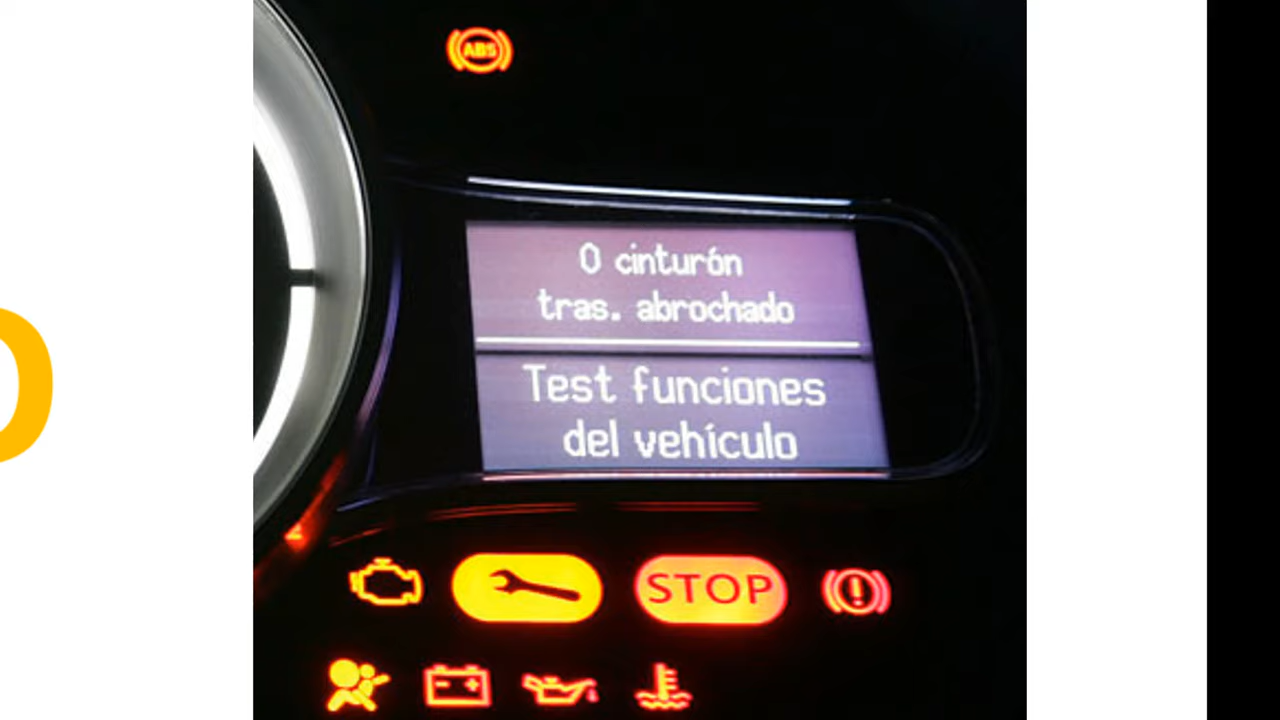 ABS
0 cinturón
tras. abrochado
Test funciones
del vehículo
STOP